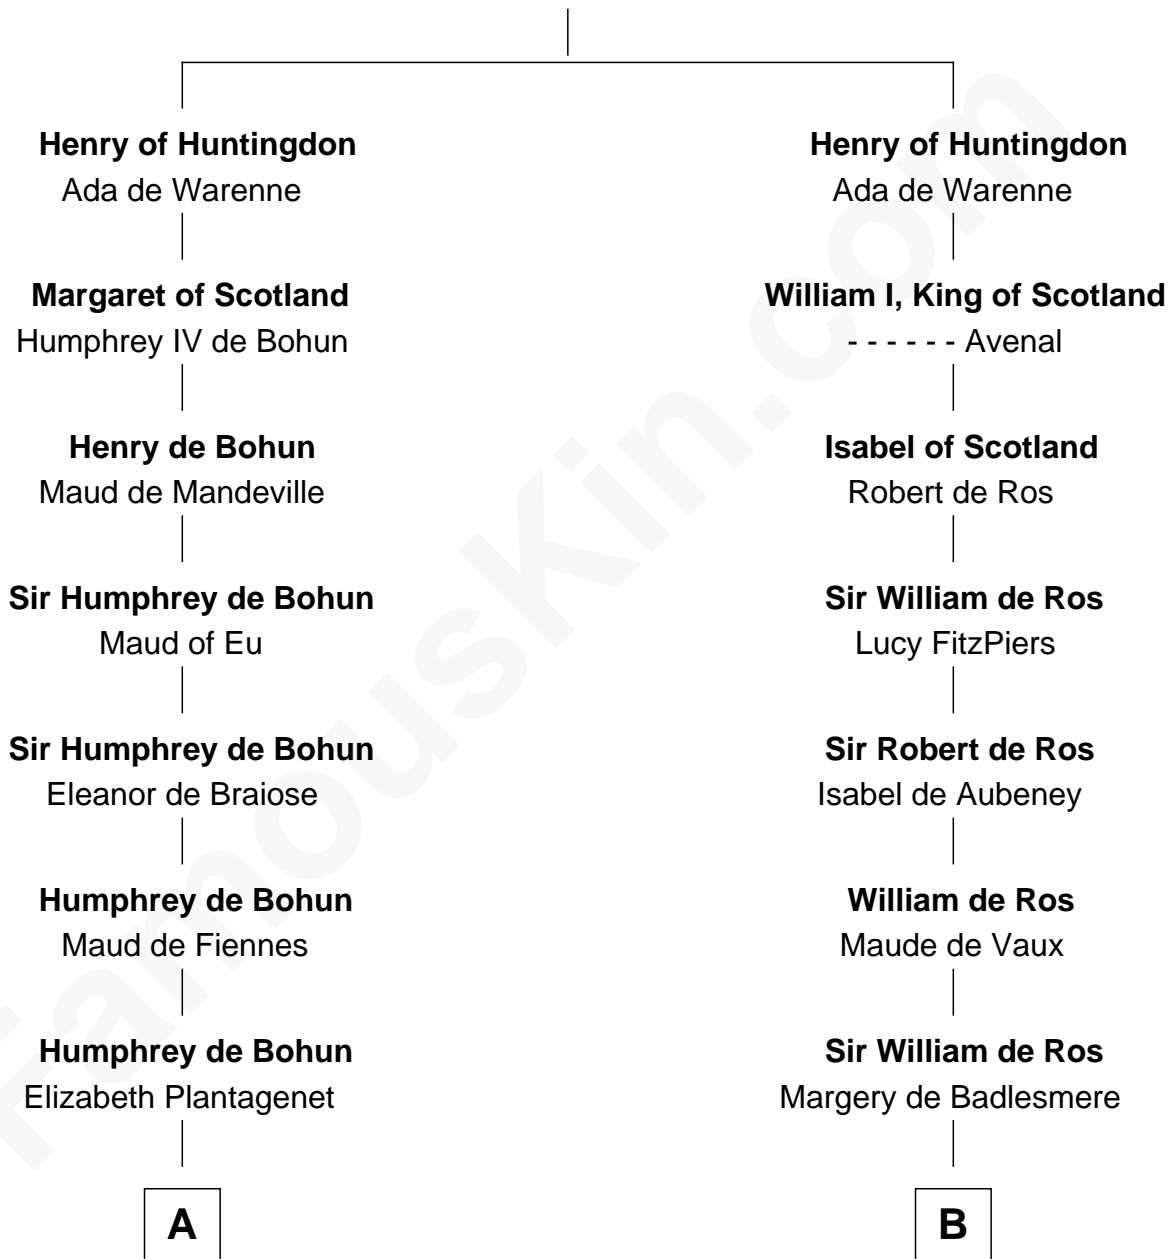 Henry of Huntingdon
Ada de Warenne
Margaret of Scotland
Humphrey IV de Bohun
Henry de Bohun
Maud de Mandeville
Sir Humphrey de Bohun
Maud of Eu
Sir Humphrey de Bohun
Eleanor de Braiose
Humphrey de Bohun
Maud de Fiennes
Humphrey de Bohun
Elizabeth Plantagenet
A
Henry of Huntingdon
Ada de Warenne
William I, King of Scotland
- - - - - - Avenal
Isabel of Scotland
Robert de Ros
Sir William de Ros
Lucy FitzPiers
Sir Robert de Ros
Isabel de Aubeney
William de Ros
Maude de Vaux
Sir William de Ros
Margery de Badlesmere
B
FamousKin.com